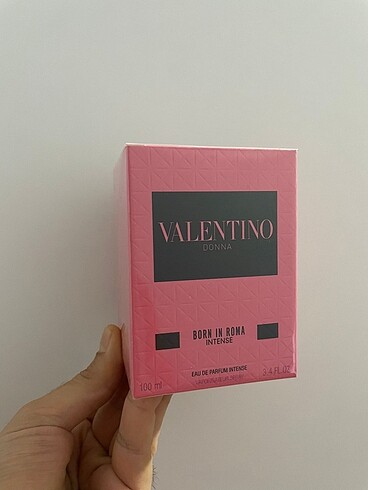 VALENTINO
DONNA
BORN IN ROMA
INTENSE
EAU DE PARFUM INTENSE
100 ml
3.4 FL.OZ